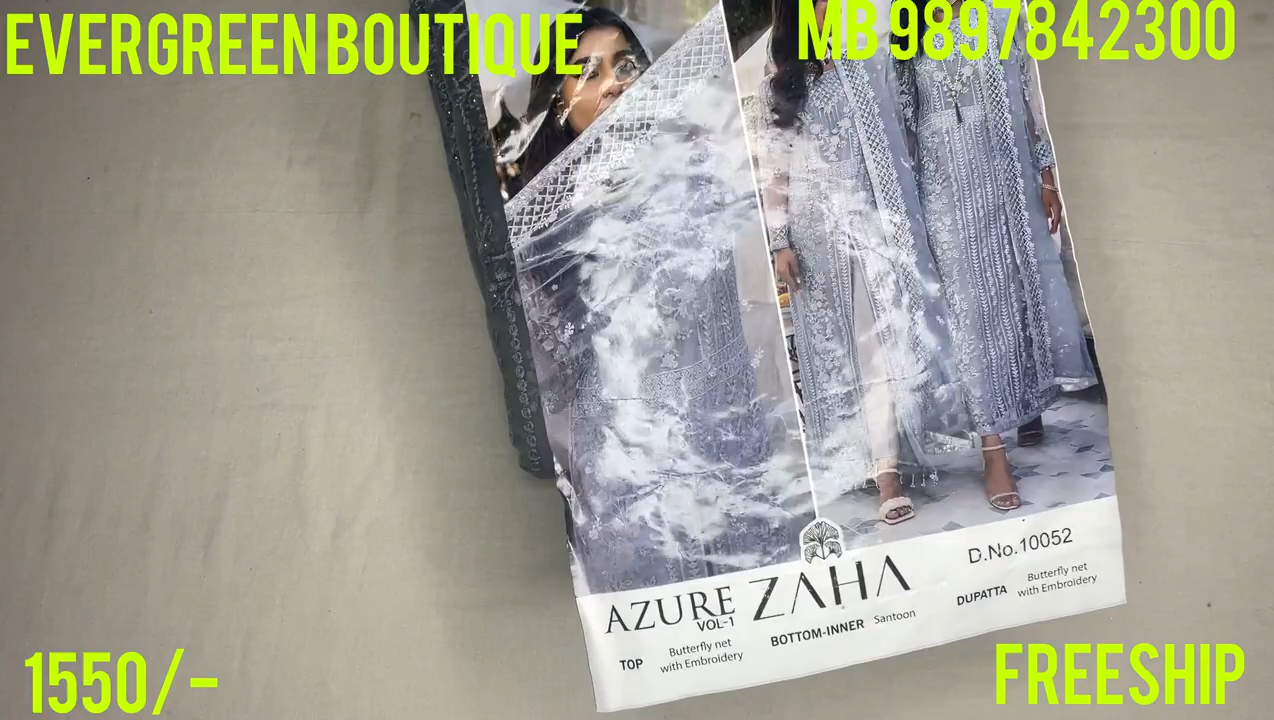 EVERGREEN BOUTIQUE
MB 9897842300
D.No.10052
AZURE
VOL-1
ZAHA
TOP
Butterfly net
with Embroidery
BOTTOM-INNER
Santoon
DUPATTA
Butterfly net
with Embroidery
1550/-
FREESHIP